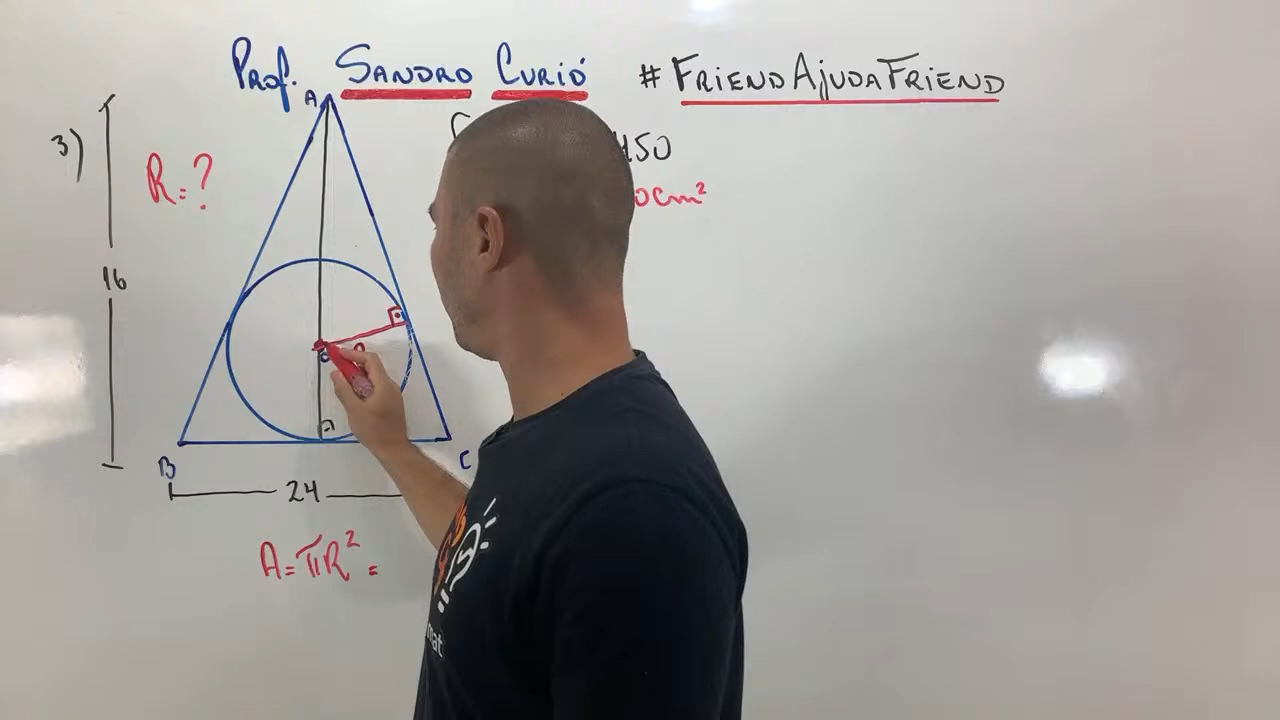 Prof. Sandro Curió #FriendAjudaFriend
A
3)
R=?
16
O
B
C
24
A=πR²=